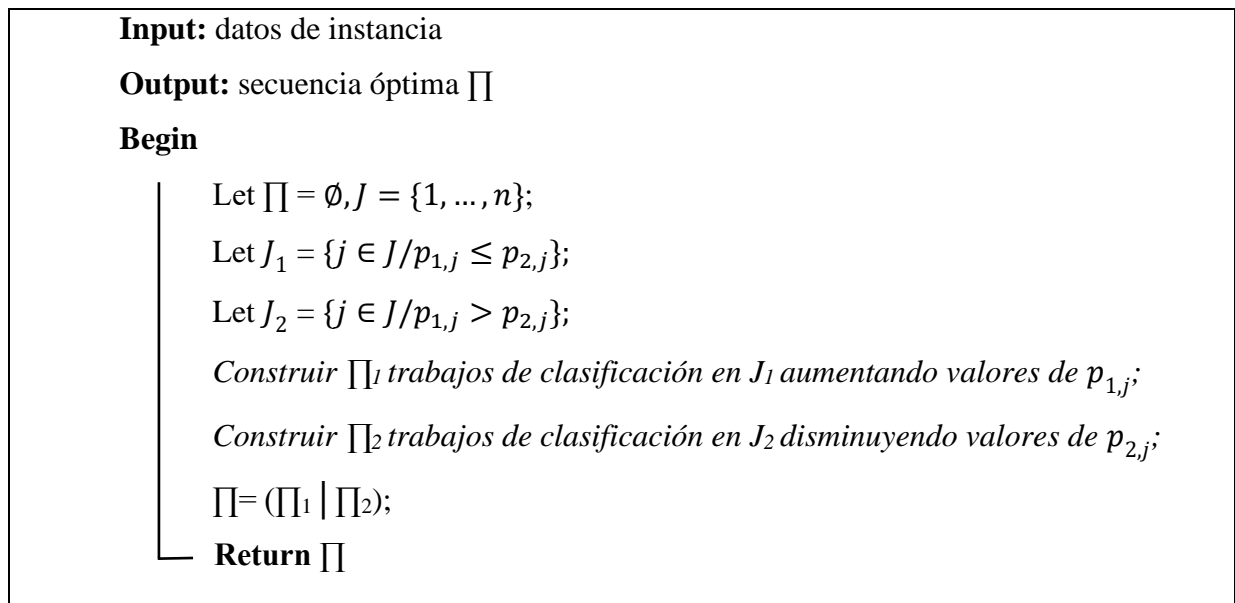 Input: datos de instancia
Output: secuencia óptima ∏
Begin
Let ∏ = ∅, J = {1, … , n};
Let J₁ = {j ∈ J/p₁,ⱼ ≤ p₂,ⱼ};
Let J₂ = {j ∈ J/p₁,ⱼ > p₂,ⱼ};
Construir ∏₁ trabajos de clasificación en J₁ aumentando valores de p₁,ⱼ;
Construir ∏₂ trabajos de clasificación en J₂ disminuyendo valores de p₂,ⱼ;
∏= (∏₁ | ∏₂);
Return ∏